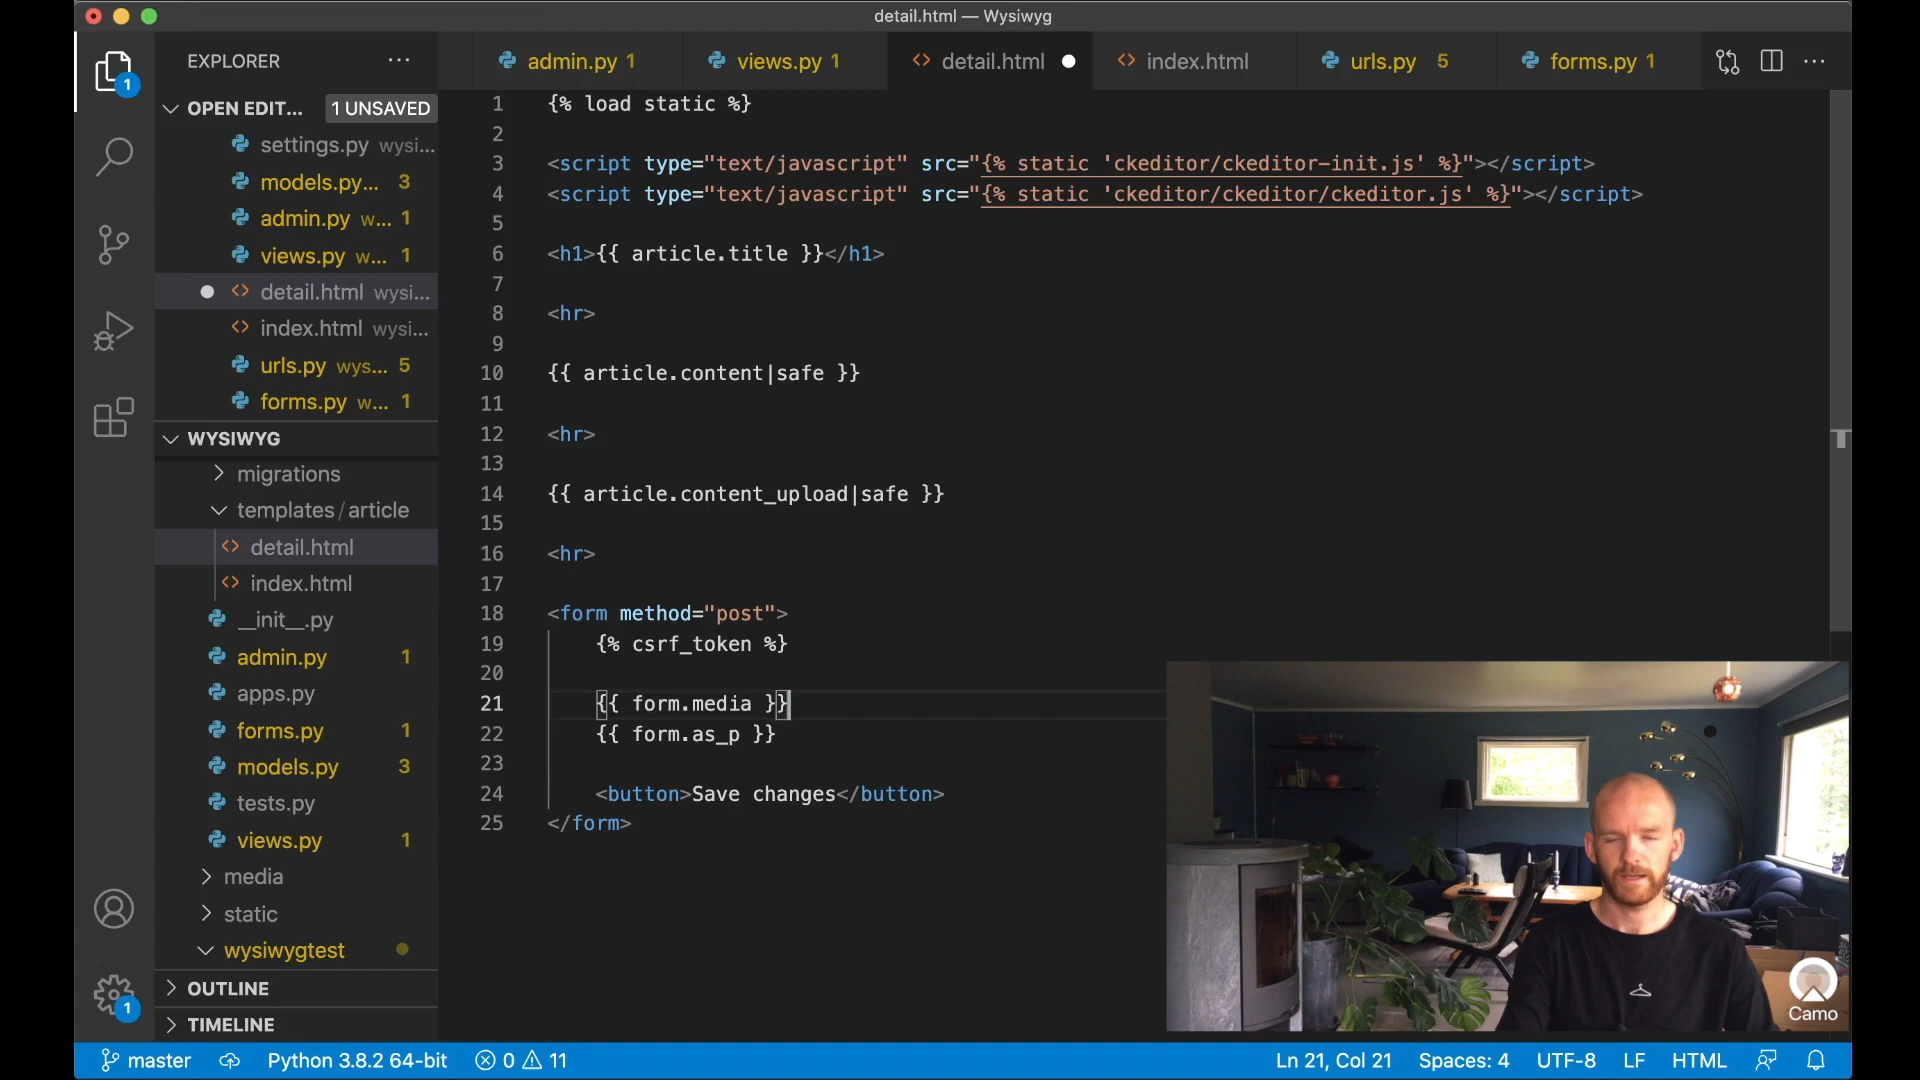 detail.html — Wysiwyg
EXPLORER
admin.py 1
views.py 1
detail.html
index.html
urls.py 5
forms.py 1
OPEN EDIT... 1 UNSAVED
settings.py wysi...
models.py... 3
admin.py w... 1
views.py w... 1
detail.html wysi...
index.html wysi...
urls.py wys... 5
forms.py w... 1
WYSIWYG
migrations
templates / article
detail.html
index.html
__init__.py
admin.py 1
apps.py
forms.py 1
models.py 3
tests.py
views.py 1
media
static
wysiwygtest
OUTLINE
TIMELINE
1
1
1 {% load static %}
2
3 <script type="text/javascript" src="{% static 'ckeditor/ckeditor-init.js' %}"></script>
4 <script type="text/javascript" src="{% static 'ckeditor/ckeditor/ckeditor.js' %}"></script>
5
6 <h1>{{ article.title }}</h1>
7
8 <hr>
9
10 {{ article.content|safe }}
11
12 <hr>
13
14 {{ article.content_upload|safe }}
15
16 <hr>
17
18 <form method="post">
19 {% csrf_token %}
20
21 {{ form.media }}
22 {{ form.as_p }}
23
24 <button>Save changes</button>
25 </form>
Camo
master Python 3.8.2 64-bit 0 11 Ln 21, Col 21 Spaces: 4 UTF-8 LF HTML